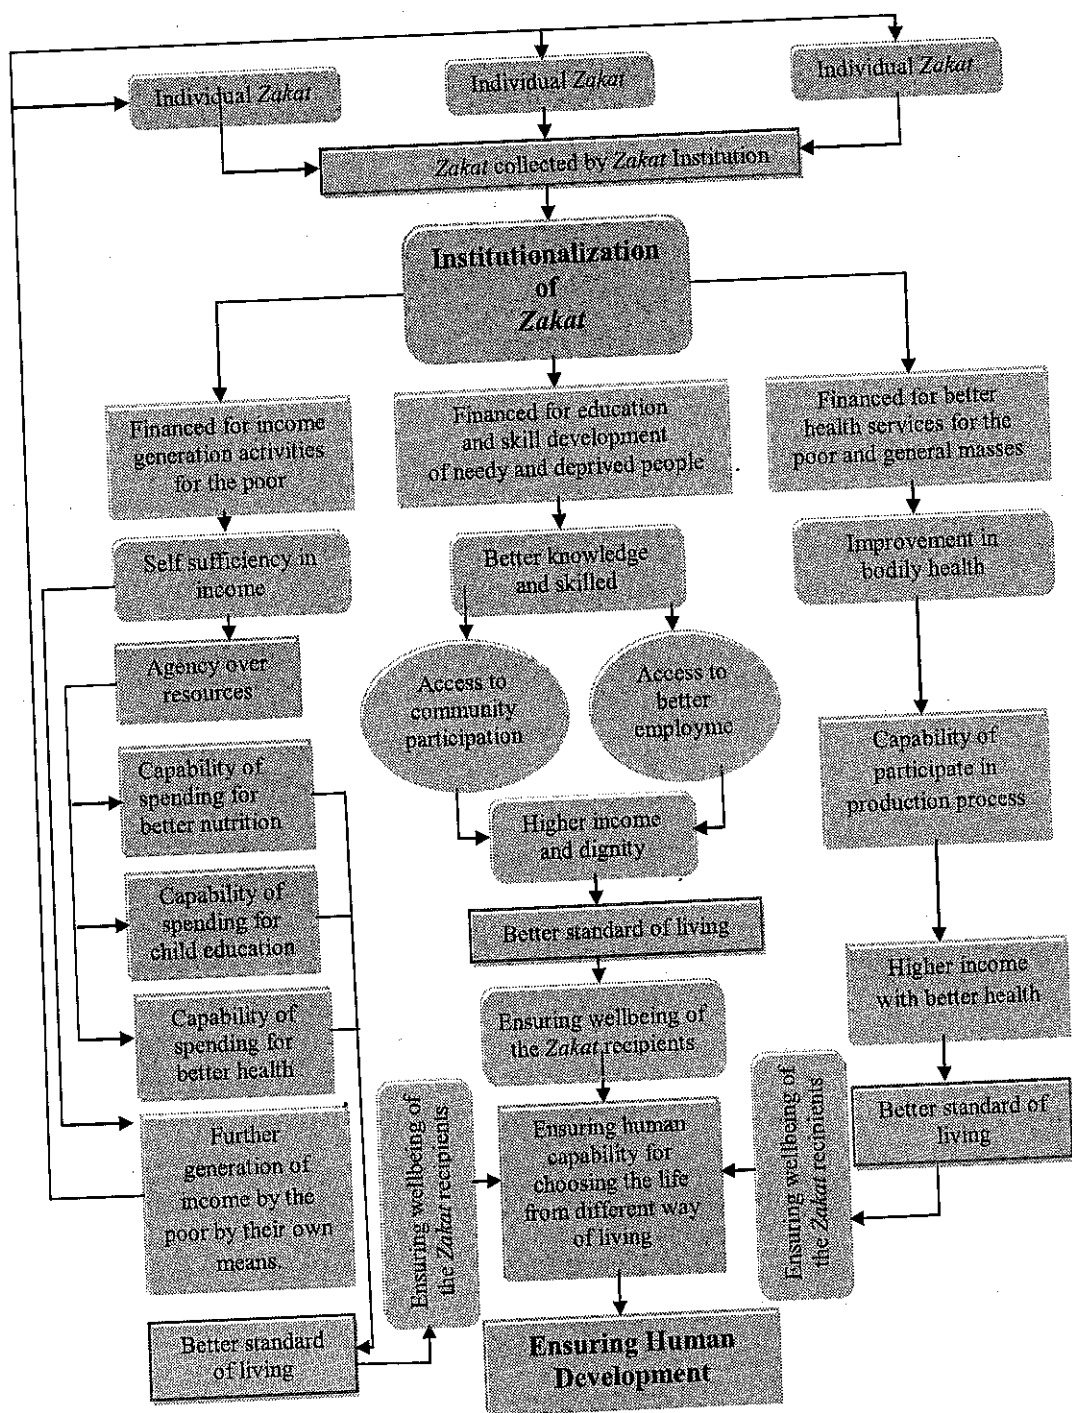 Individual Zakat
Individual Zakat
Individual Zakat
Zakat collected by Zakat Institution
Institutionalization
of
Zakat
Financed for income
generation activities
for the poor
Financed for education
and skill development
of needy and deprived people
Financed for better
health services for the
poor and general masses
Self sufficiency in
income
Better knowledge
and skilled
Improvement in
bodily health
Agency over
resources
Access to
community
participation
Access to
better
employme
Capability of
participate in
production process
Capability of
spending for
better nutrition
Higher income
and dignity
Capability of
spending for
child education
Better standard of living
Higher income
with better health
Capability of
spending for
better health
Ensuring wellbeing of
the Zakat recipients
Better standard of
living
Further
generation of
income by the
poor by their own
means.
Ensuring wellbeing of
the Zakat recipients
Ensuring human
capability for
choosing the life
from different way
of living
Ensuring wellbeing of
the Zakat recipients
Better standard
of living
Ensuring Human
Development